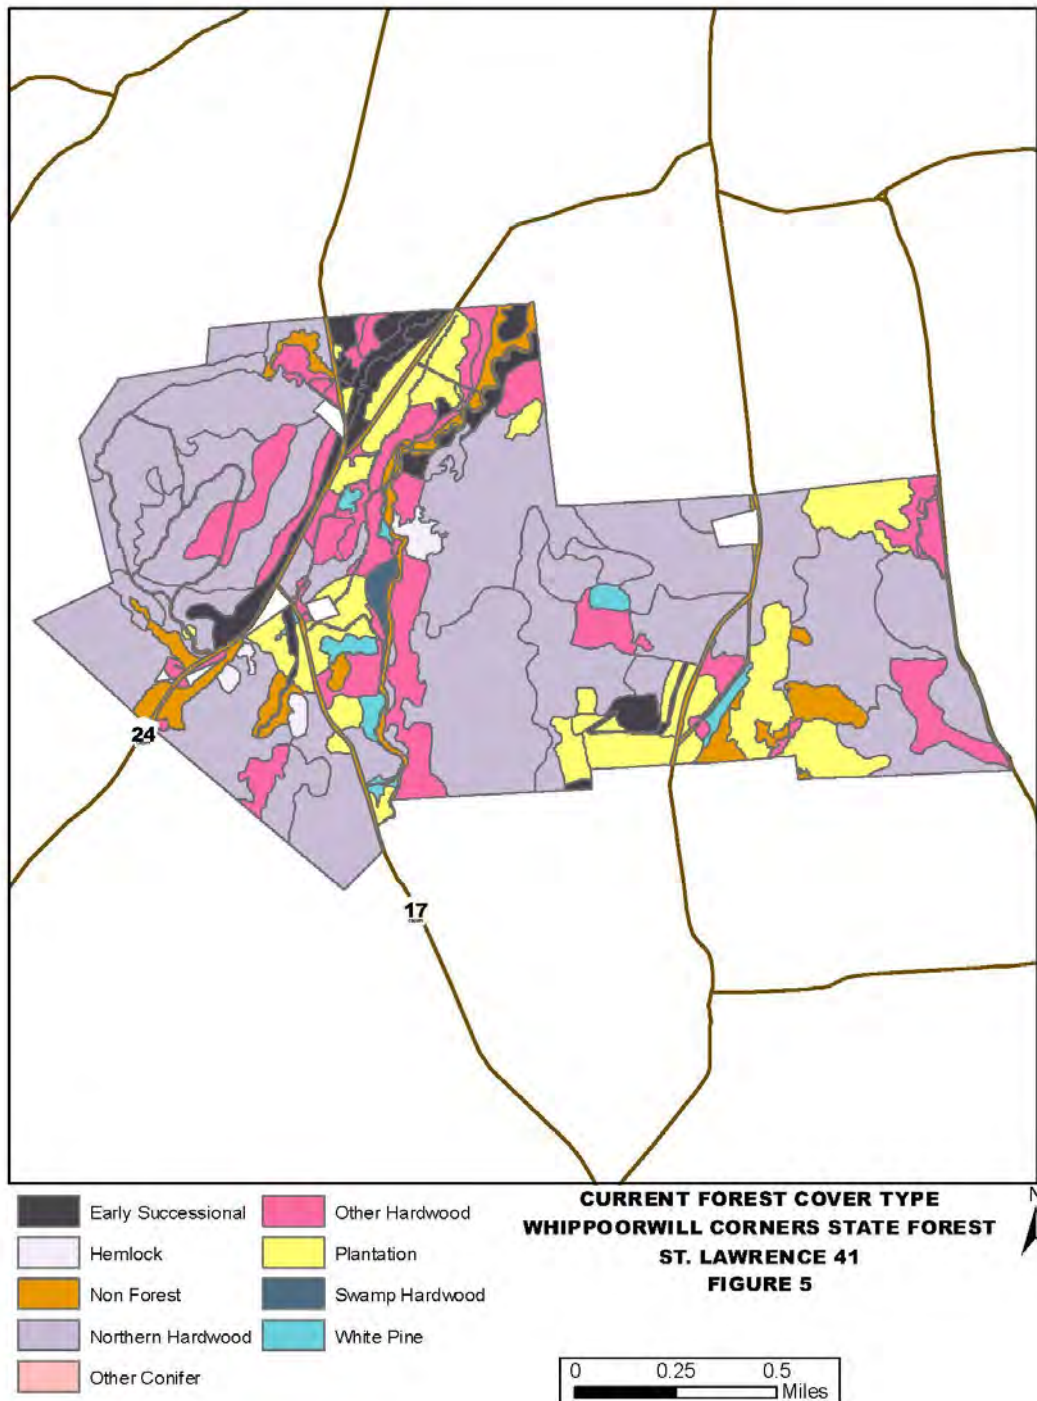 24
17
Early Successional
Hemlock
Non Forest
Northern Hardwood
Other Conifer
Other Hardwood
Plantation
Swamp Hardwood
White Pine
CURRENT FOREST COVER TYPE
WHIPPOORWILL CORNERS STATE FOREST
ST. LAWRENCE 41
FIGURE 5
N
0 0.25 0.5
Miles